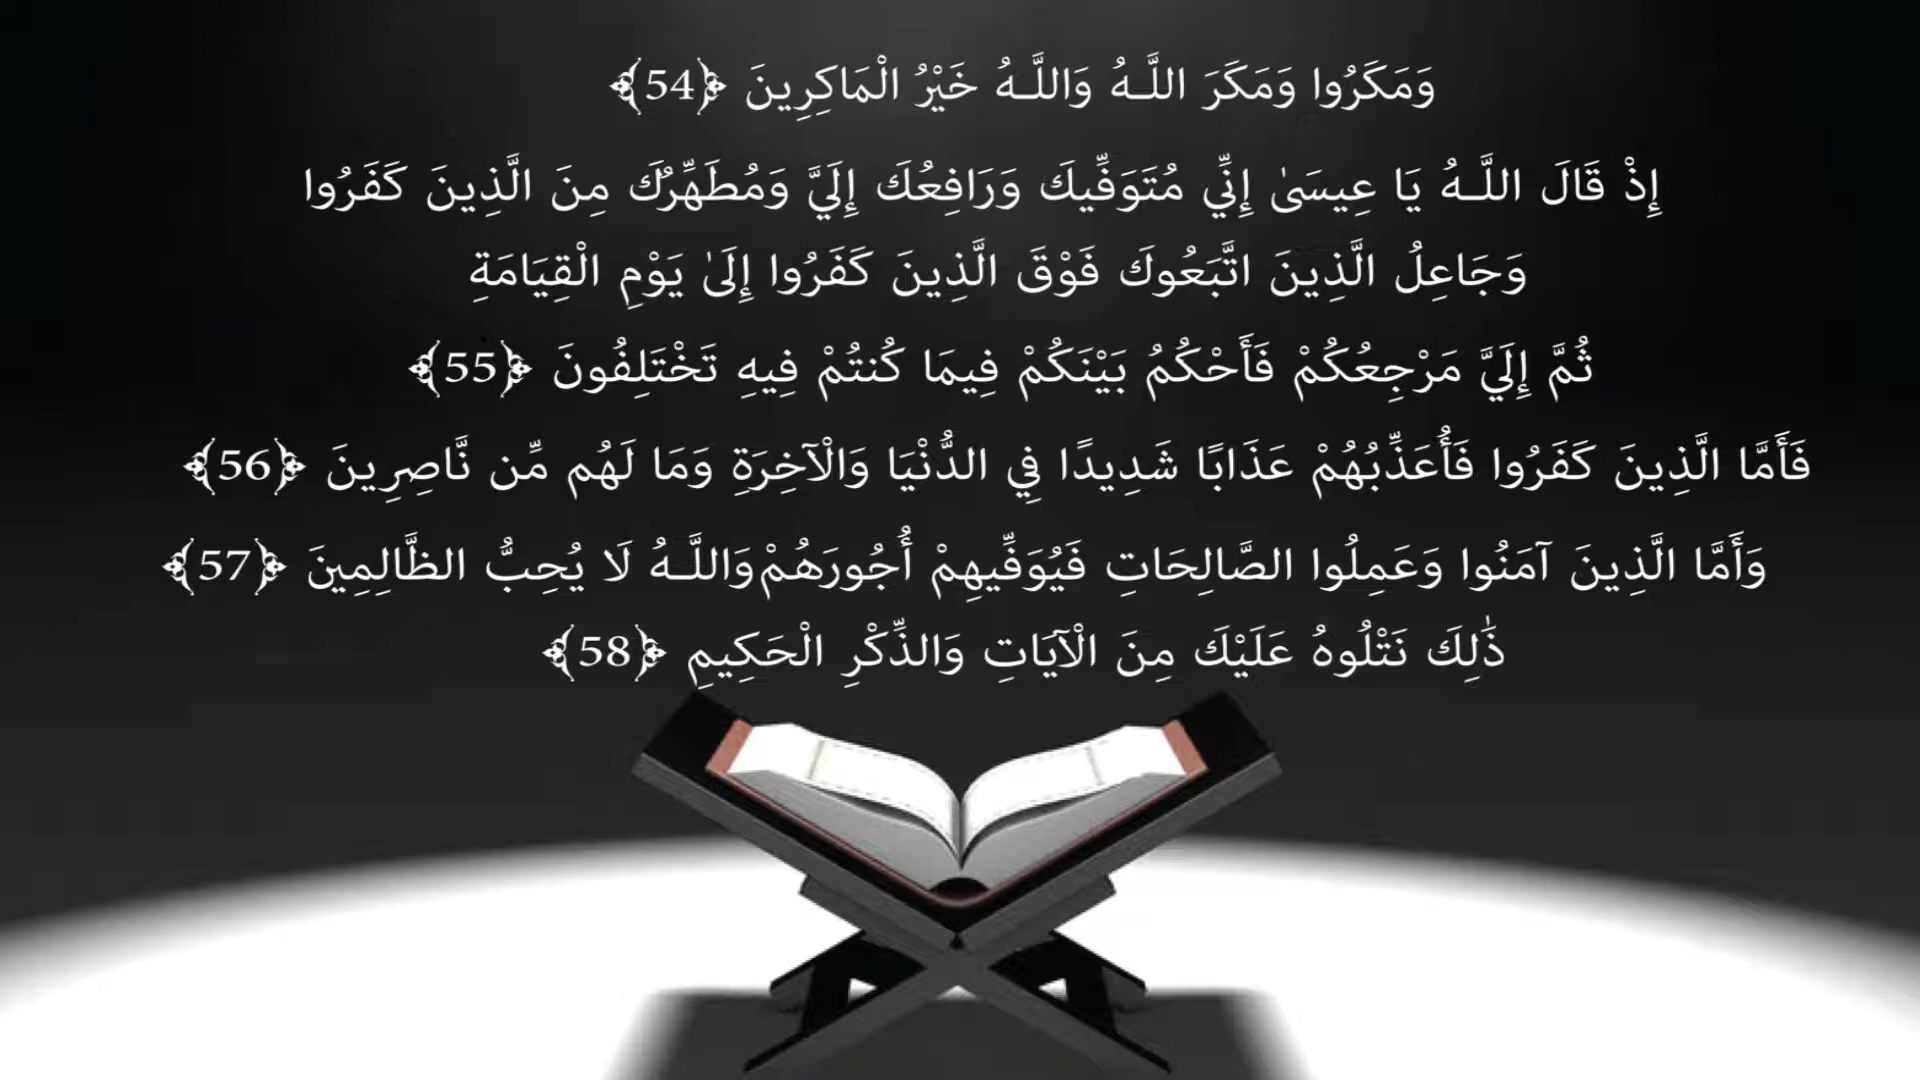 وَمَكَرُوا وَمَكَرَ اللَّـهُ وَاللَّـهُ خَيْرُ الْمَاكِرِينَ ﴿54﴾
إِذْ قَالَ اللَّـهُ يَا عِيسَىٰ إِنِّي مُتَوَفِّيكَ وَرَافِعُكَ إِلَيَّ وَمُطَهِّرُكَ مِنَ الَّذِينَ كَفَرُوا
وَجَاعِلُ الَّذِينَ اتَّبَعُوكَ فَوْقَ الَّذِينَ كَفَرُوا إِلَىٰ يَوْمِ الْقِيَامَةِ
ثُمَّ إِلَيَّ مَرْجِعُكُمْ فَأَحْكُمُ بَيْنَكُمْ فِيمَا كُنتُمْ فِيهِ تَخْتَلِفُونَ ﴿55﴾
فَأَمَّا الَّذِينَ كَفَرُوا فَأُعَذِّبُهُمْ عَذَابًا شَدِيدًا فِي الدُّنْيَا وَالْآخِرَةِ وَمَا لَهُم مِّن نَّاصِرِينَ ﴿56﴾
وَأَمَّا الَّذِينَ آمَنُوا وَعَمِلُوا الصَّالِحَاتِ فَيُوَفِّيهِمْ أُجُورَهُمْ وَاللَّـهُ لَا يُحِبُّ الظَّالِمِينَ ﴿57﴾
ذَٰلِكَ نَتْلُوهُ عَلَيْكَ مِنَ الْآيَاتِ وَالذِّكْرِ الْحَكِيمِ ﴿58﴾